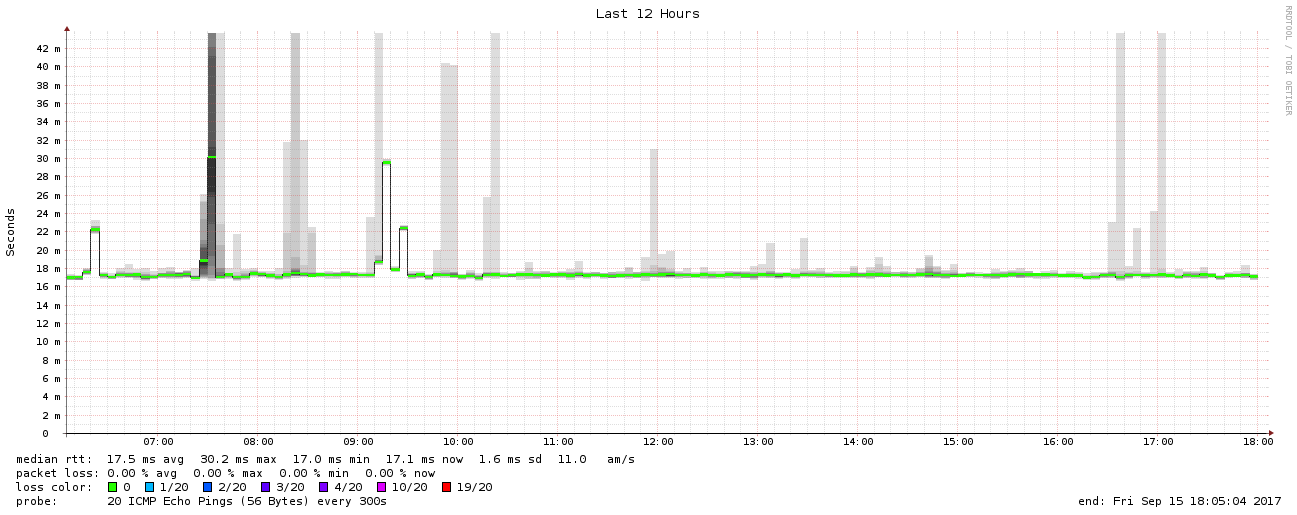 Last 12 Hours
RRDTOOL / TOBI OETIKER
Seconds
42 m
40 m
38 m
36 m
34 m
32 m
30 m
28 m
26 m
24 m
22 m
20 m
18 m
16 m
14 m
12 m
10 m
8 m
6 m
4 m
2 m
0
07:00 08:00 09:00 10:00 11:00 12:00 13:00 14:00 15:00 16:00 17:00 18:00
median rtt: 17.5 ms avg 30.2 ms max 17.0 ms min 17.1 ms now 1.6 ms sd 11.0 am/s
packet loss: 0.00 % avg 0.00 % max 0.00 % min 0.00 % now
loss color: 0 1/20 2/20 3/20 4/20 10/20 19/20
probe: 20 ICMP Echo Pings (56 Bytes) every 300s end: Fri Sep 15 18:05:04 2017